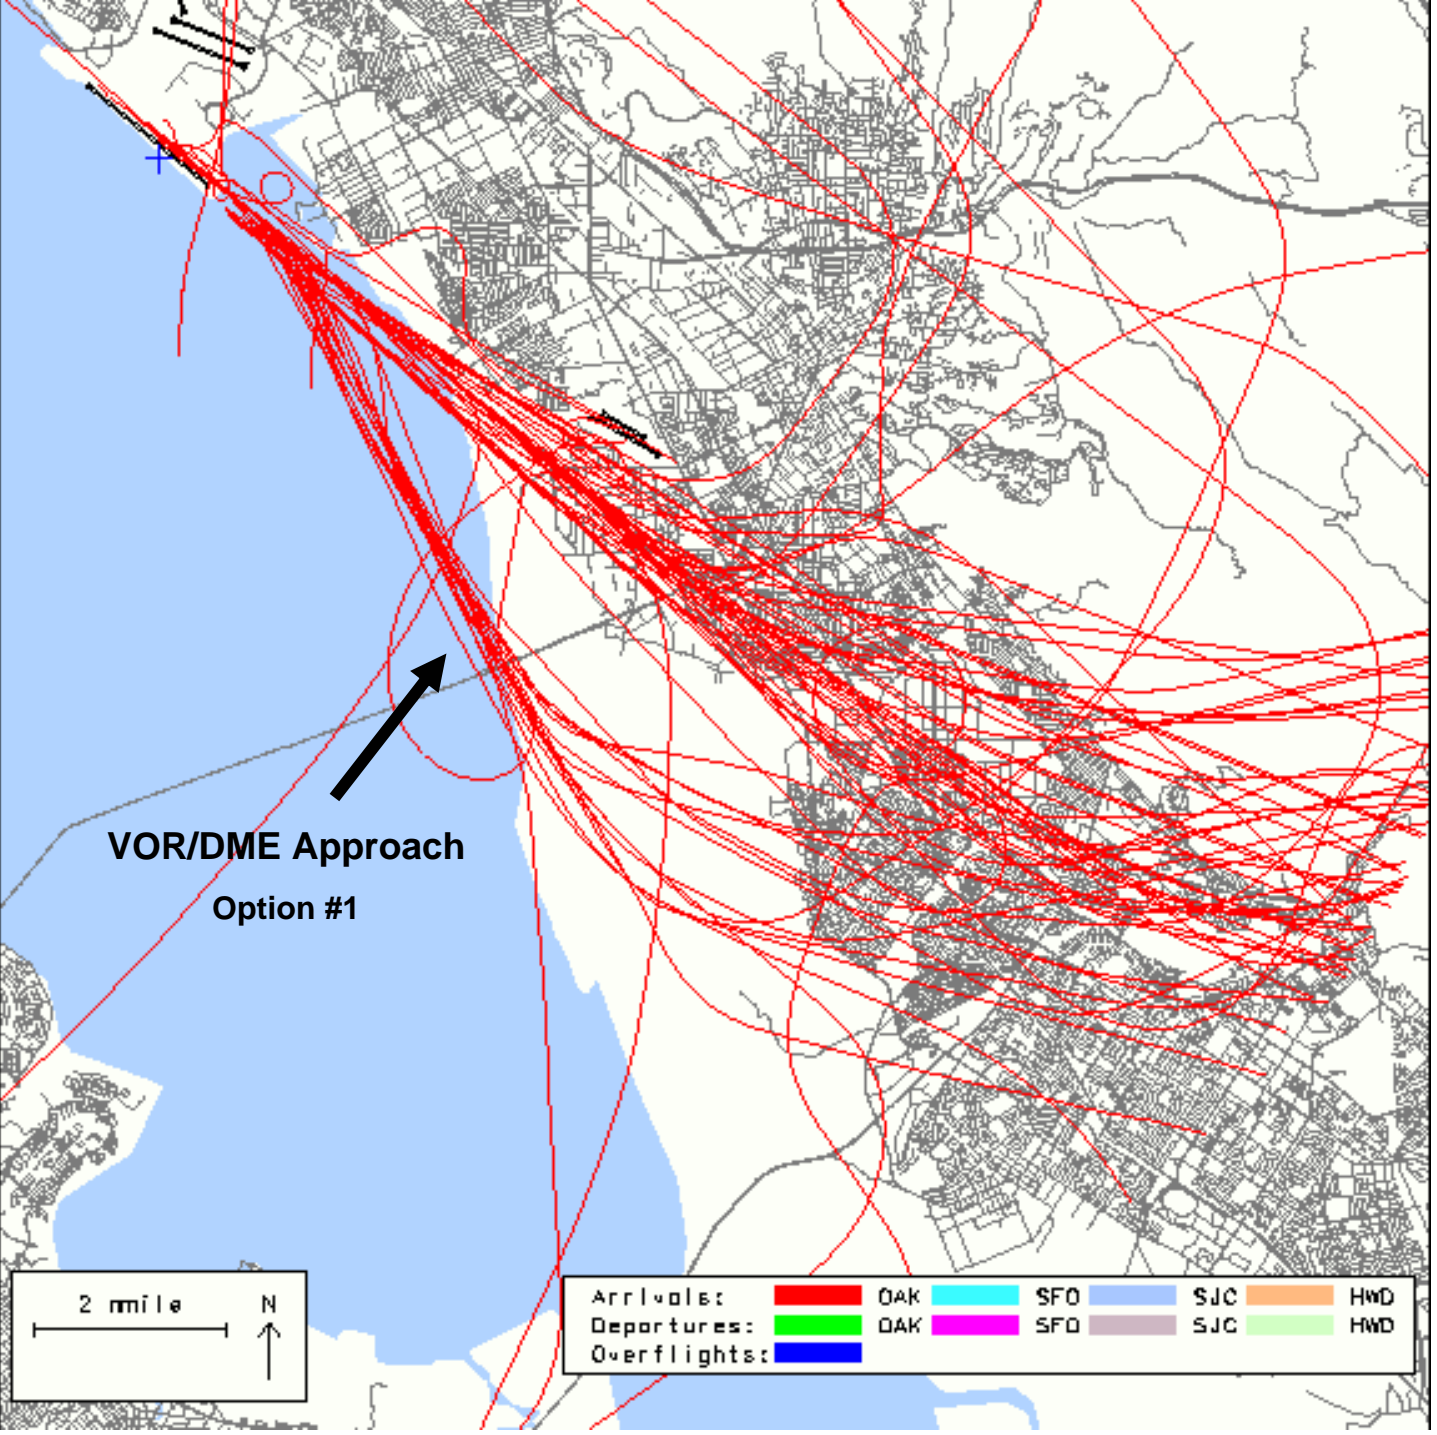 VOR/DME Approach
Option #1
2 nmile N
Arrivals: OAK SFO SJC HWD
Departures: OAK SFO SJC HWD
Overflights: